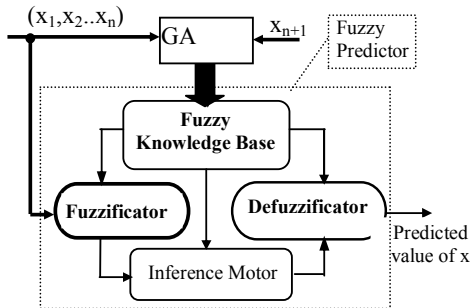 (x1,x2..xn)
GA
xn+1
Fuzzy
Predictor
Fuzzy
Knowledge Base
Fuzzificator
Defuzzificator
Inference Motor
Predicted
value of x